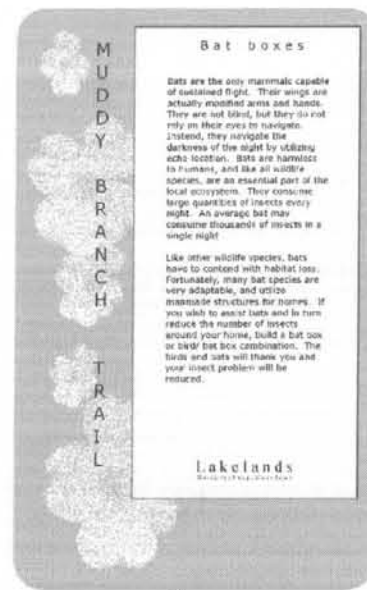 MUDDY BRANCH TRAIL
Bat boxes
Bats are the only mammals capable
of sustained flight. Their wings are
actually modified arms and hands.
They are not blind, but they do not
rely on their eyes to navigate.
Instead, they navigate the
darkness of the night by utilizing
echo location. Bats are harmless
to humans, and like all wildlife
species, are an essential part of the
local ecosystem. They consume
large quantities of insects every
night. An average bat may
consume thousands of insects in a
single night
Like other wildlife species, bats
have to contend with habitat loss.
Fortunately, many bat species are
very adaptable, and utilize
manmade structures for homes. If
you wish to assist bats and in turn
reduce the number of insects
around your home, build a bat box
or bird/ bat box combination. The
birds and bats will thank you and
your insect problem will be
reduced.
Lakelands